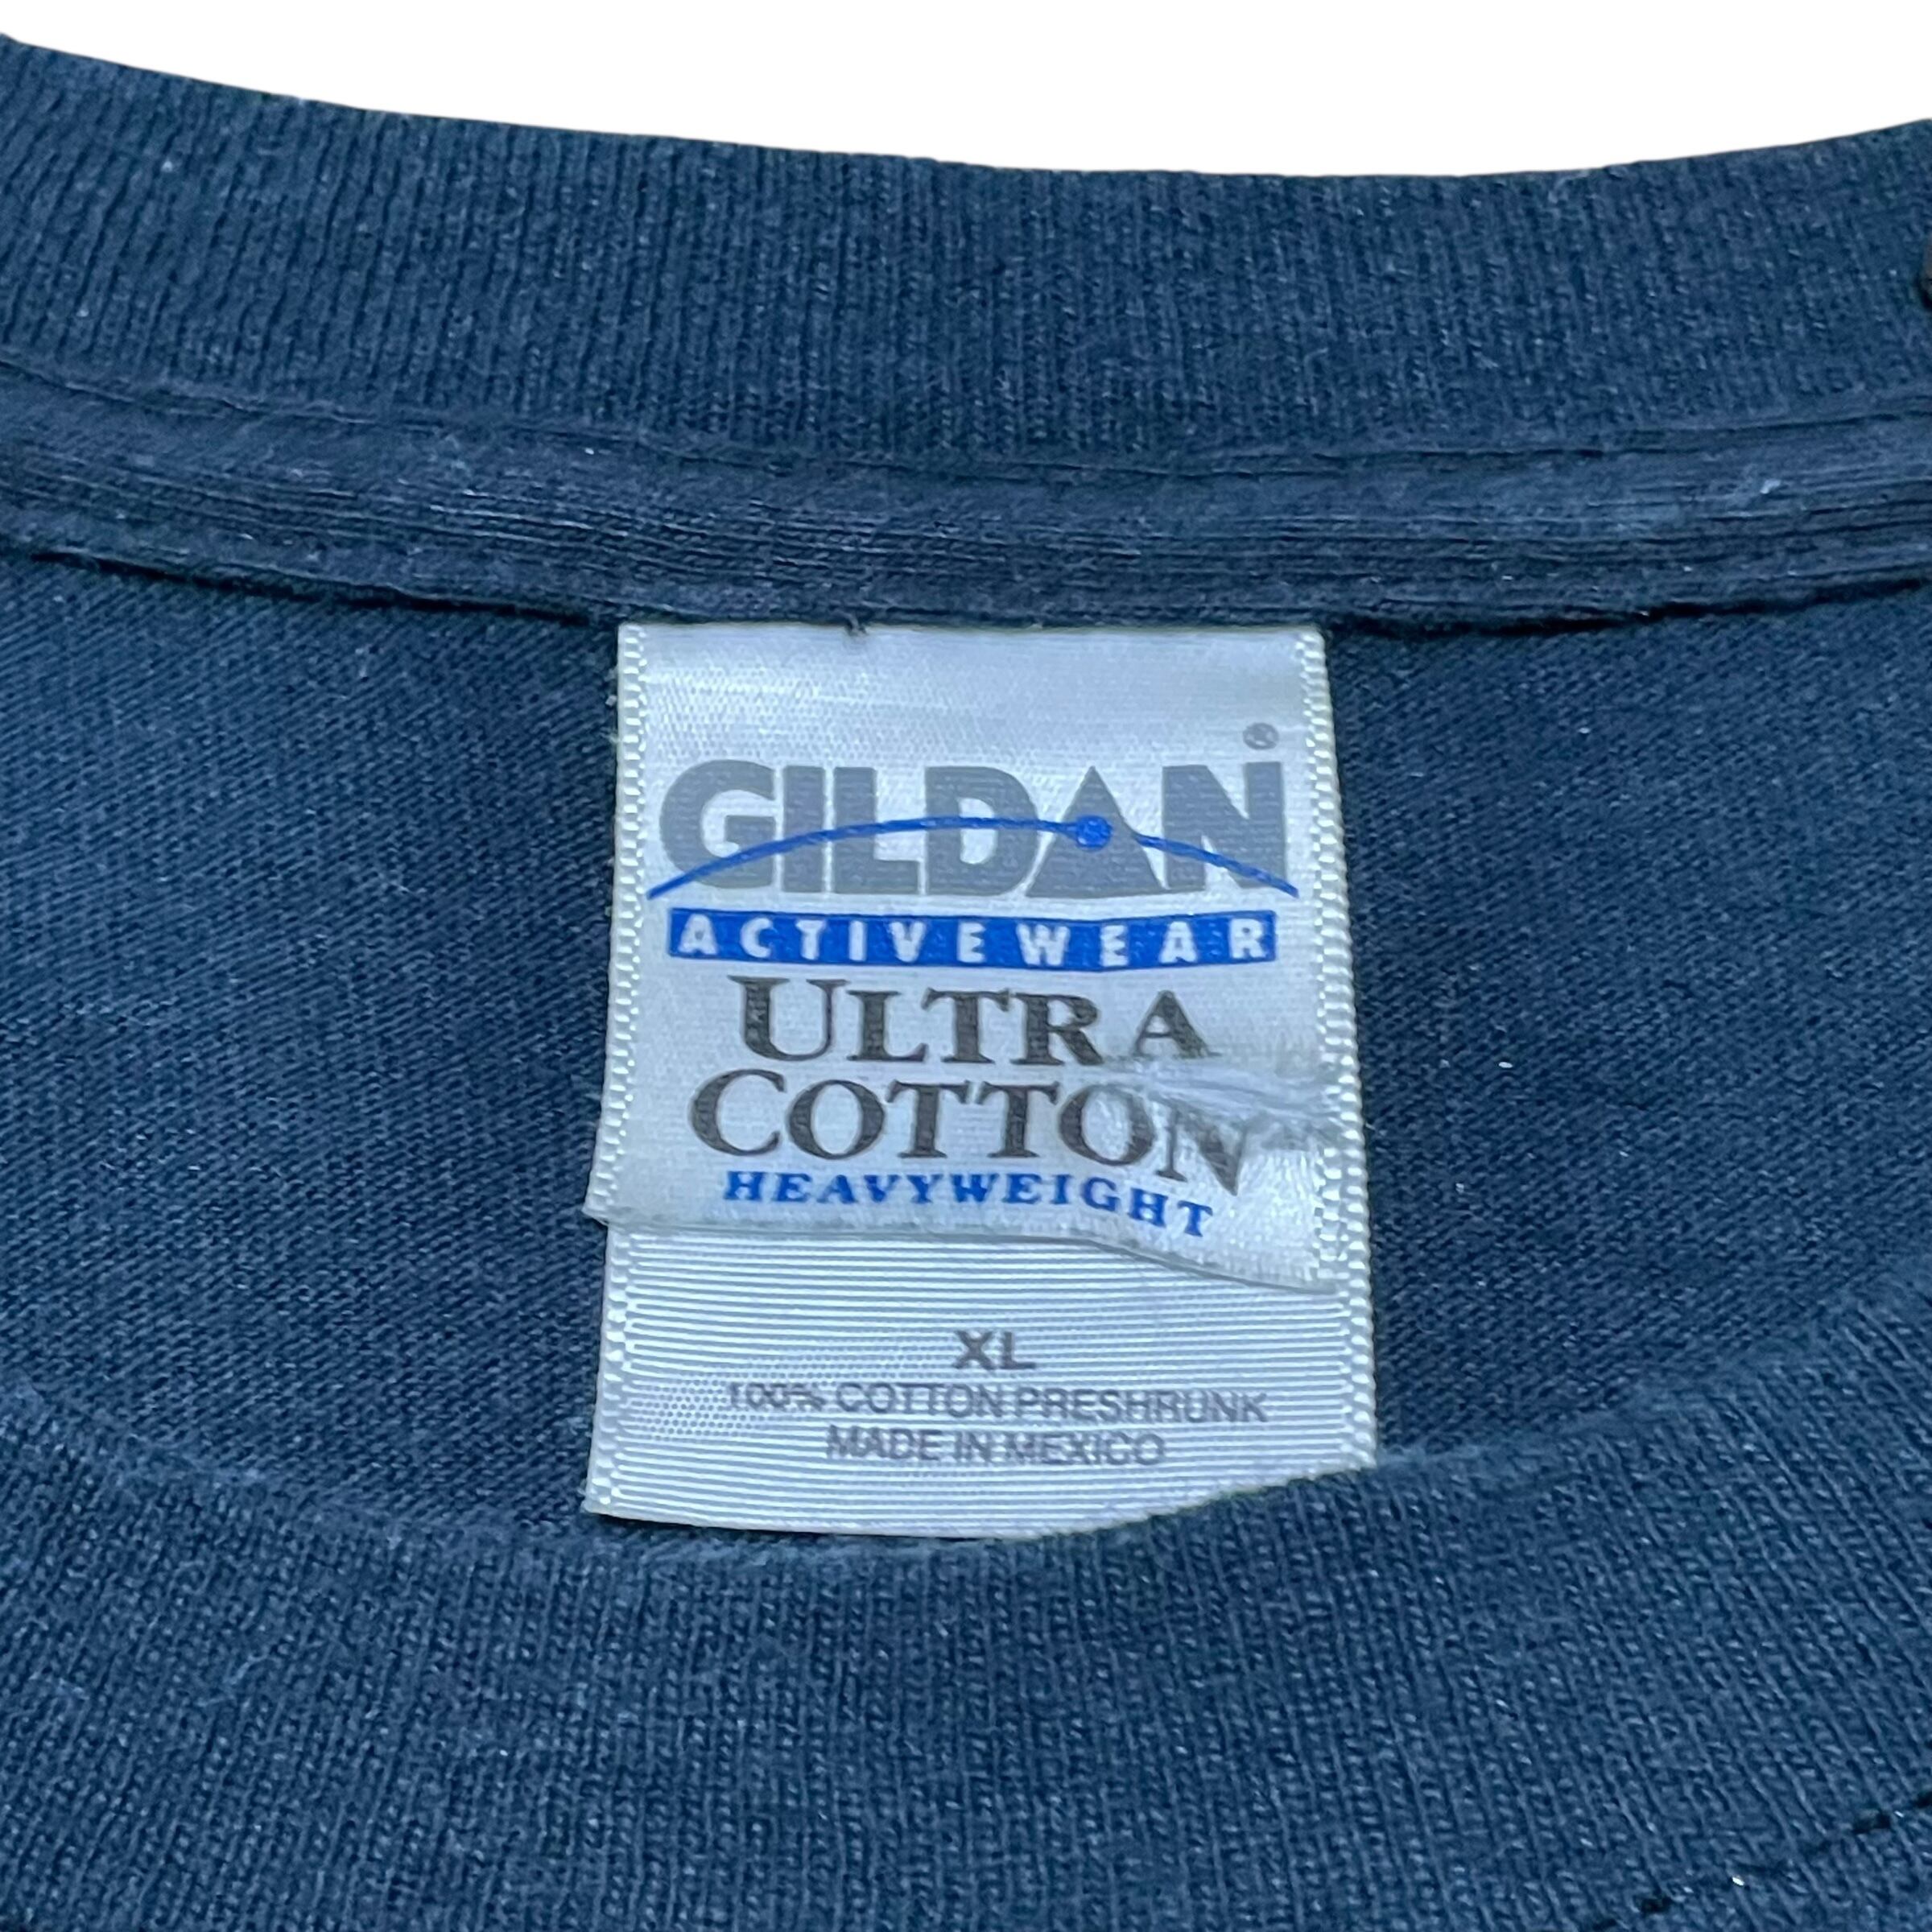 GILDAN®
ACTIVEWEAR
ULTRA
COTTON
HEAVYWEIGHT
XL
100% COTTON PRESHRUNK
MADE IN MEXICO